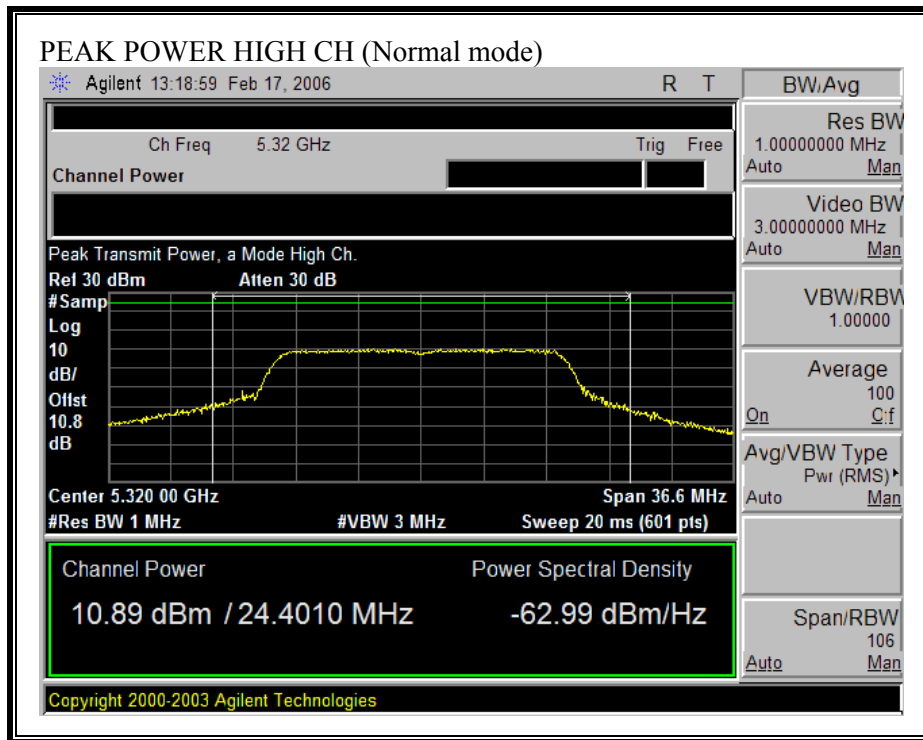 PEAK POWER HIGH CH (Normal mode)
Agilent 13:18:59 Feb 17, 2006 R T
Ch Freq 5.32 GHz Trig Free
Channel Power
Peak Transmit Power, a Mode High Ch.
Ref 30 dBm Atten 30 dB
#Samp
Log
10
dB/
Offst
10.8
dB
Center 5.320 00 GHz Span 36.6 MHz
#Res BW 1 MHz #VBW 3 MHz Sweep 20 ms (601 pts)
Channel Power Power Spectral Density
10.89 dBm / 24.4010 MHz -62.99 dBm/Hz
Copyright 2000-2003 Agilent Technologies
BW/Avg
Res BW
1.00000000 MHz
Auto Man
Video BW
3.00000000 MHz
Auto Man
VBW/RBW
1.00000
Average
100
On Off
Avg/VBW Type
Pwr (RMS)
Auto Man
Span/RBW
106
Auto Man